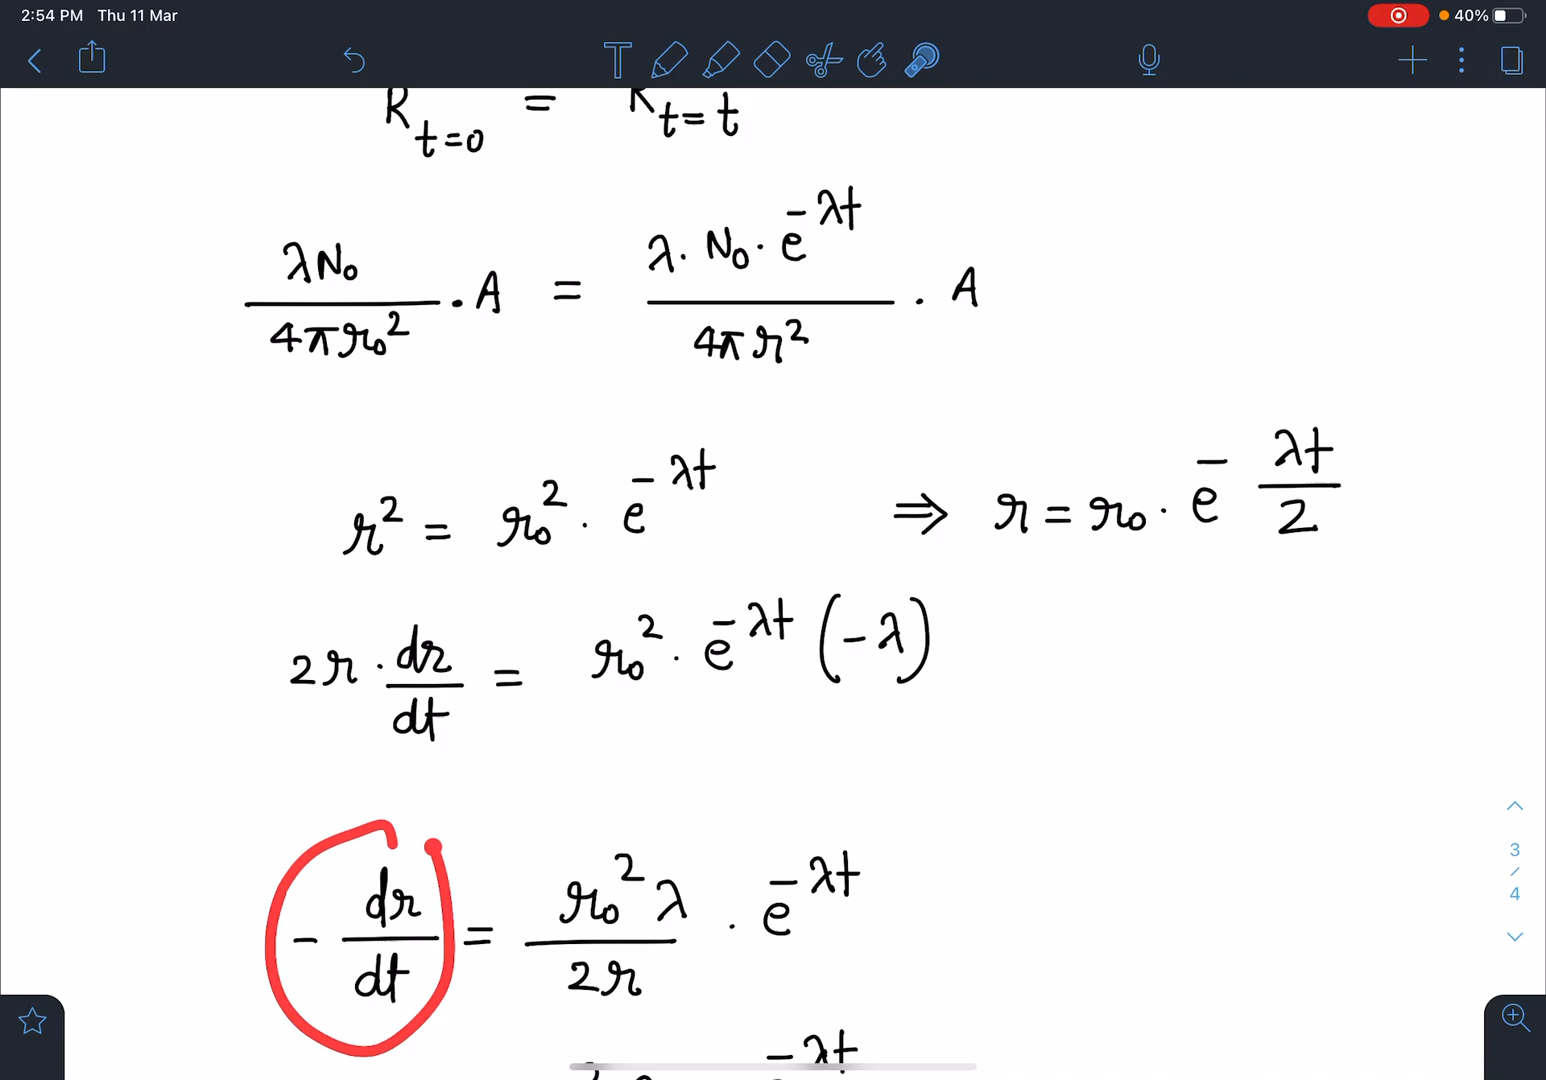 2:54 PM Thu 11 Mar 40%
T
R t=0 = R t=t
λN₀/4πr₀² · A = λ·N₀·e^-λt/4πr² · A
r² = r₀² · e^-λt ⇒ r = r₀ · e^-λt/2
2r · dr/dt = r₀² · e^-λt (-λ)
3/4
- dr/dt = r₀²λ/2r · e^-λt
-λt